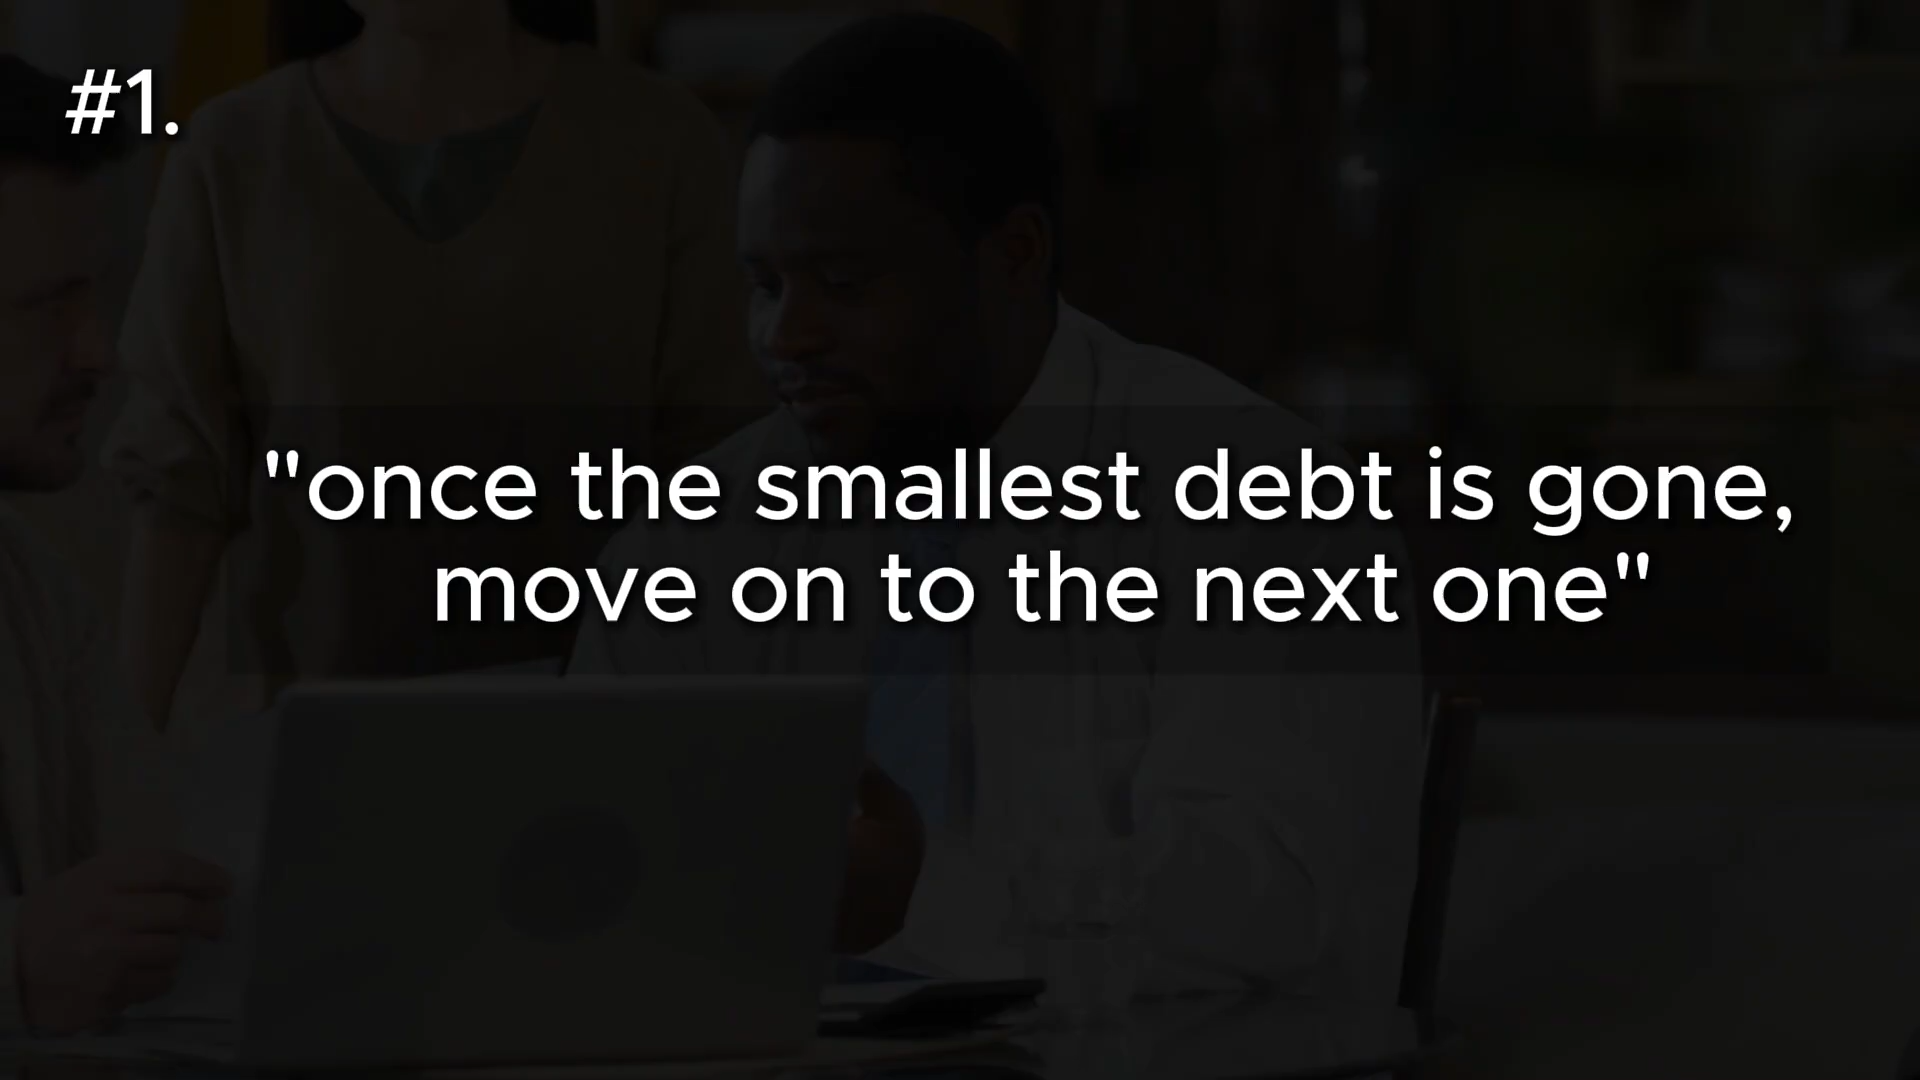 #1.
"once the smallest debt is gone,
move on to the next one"